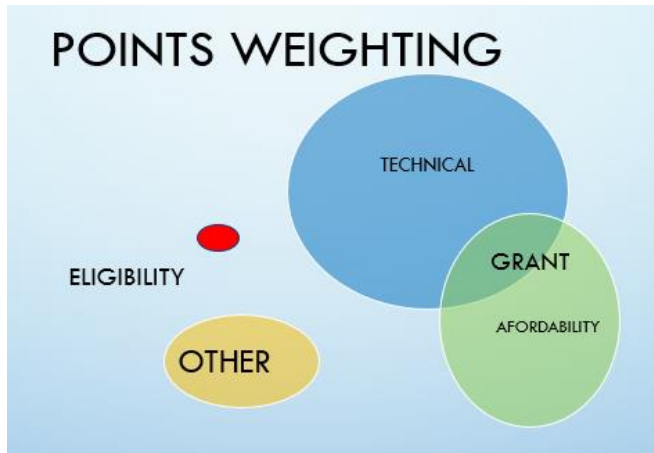 POINTS WEIGHTING
TECHNICAL
GRANT
ELIGIBILITY
AFORDABILITY
OTHER